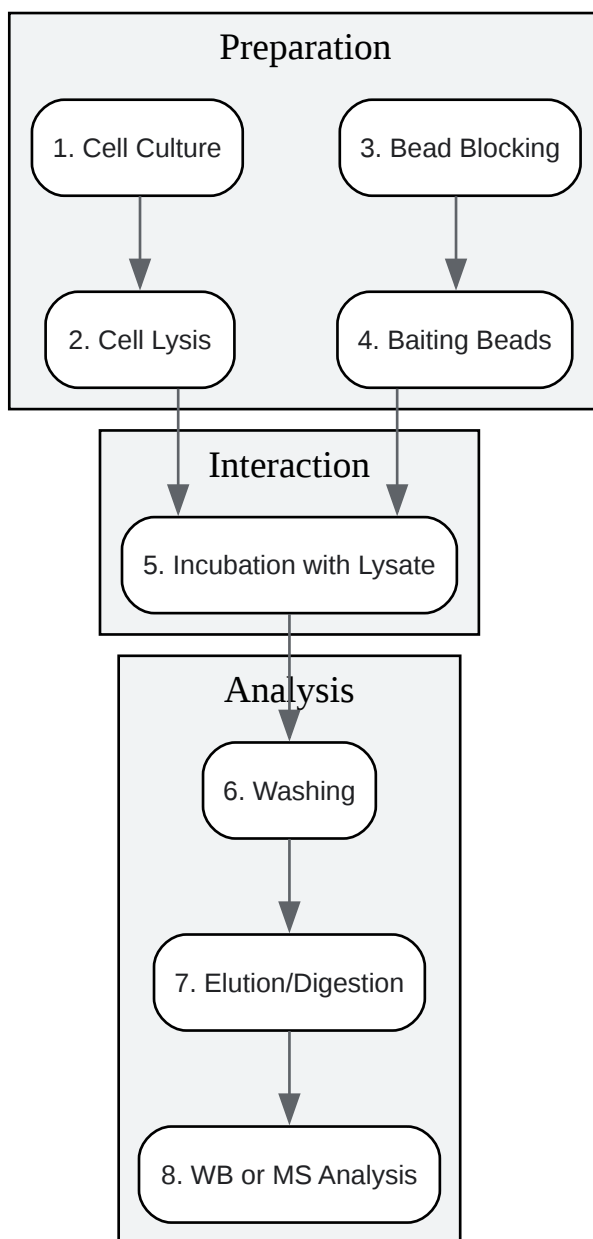 Preparation
1. Cell Culture
3. Bead Blocking
2. Cell Lysis
4. Baiting Beads
Interaction
5. Incubation with Lysate
Analysis
6. Washing
7. Elution/Digestion
8. WB or MS Analysis